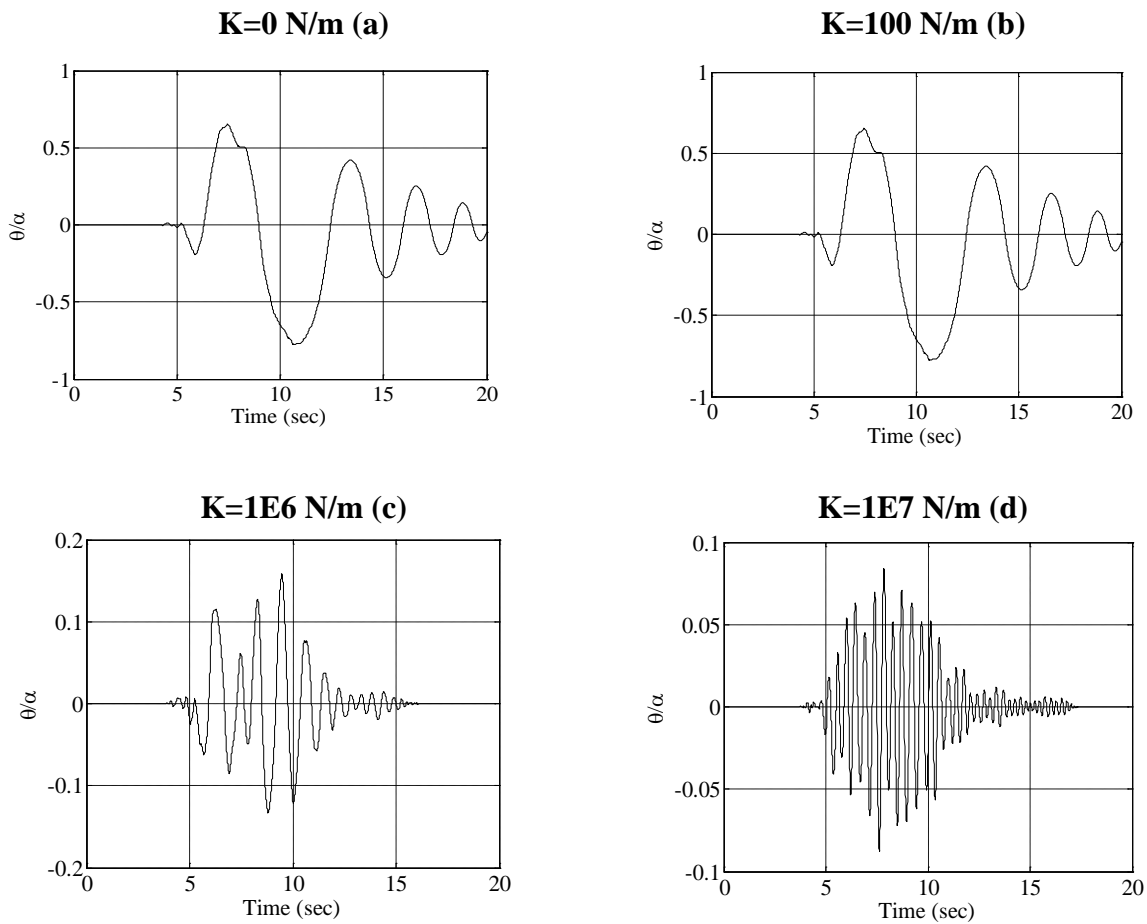 K=0 N/m (a)
K=100 N/m (b)
1
0.5
0
-0.5
-1
θ/α
0 5 10 15 20
Time (sec)
1
0.5
0
-0.5
-1
θ/α
0 5 10 15 20
Time (sec)
K=1E6 N/m (c)
K=1E7 N/m (d)
0.2
0.1
0
-0.1
-0.2
θ/α
0 5 10 15 20
Time (sec)
0.1
0.05
0
-0.05
-0.1
θ/α
0 5 10 15 20
Time (sec)